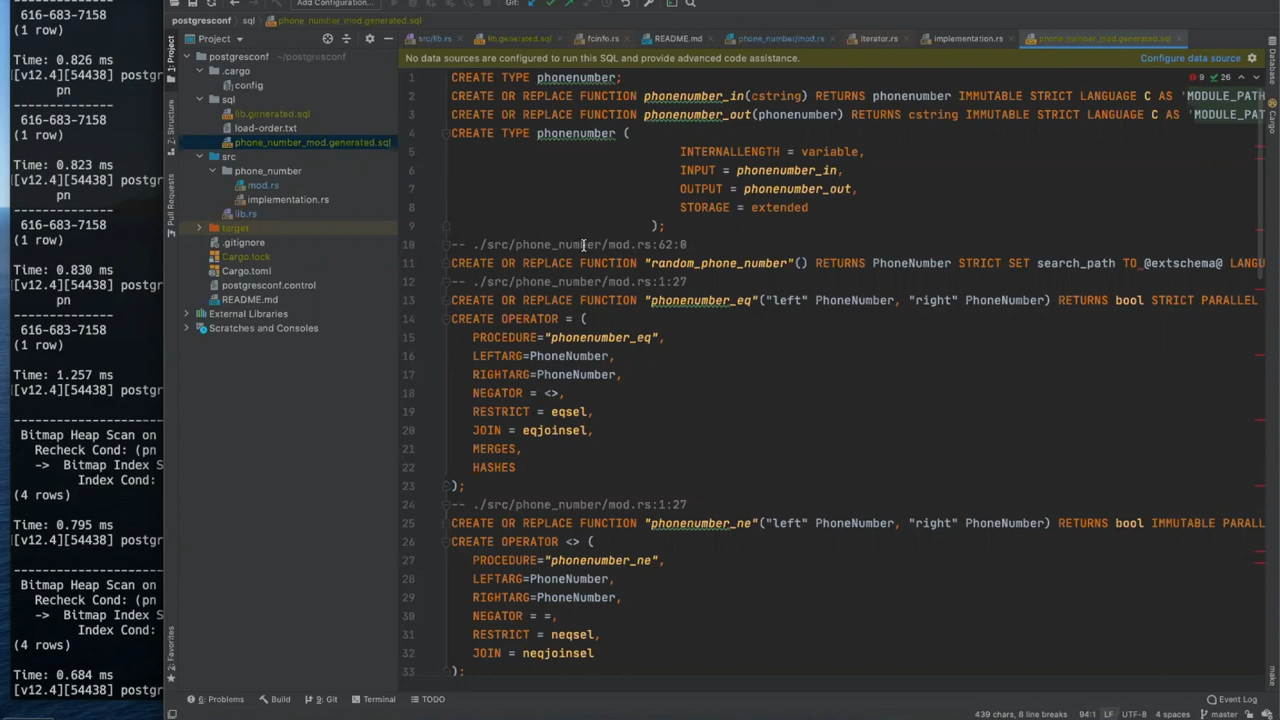 616-683-7158
(1 row)
Time: 0.826 ms
[v12.4][54438] postgr
pn
--------------
616-683-7158
(1 row)
Time: 0.823 ms
[v12.4][54438] postgr
pn
--------------
616-683-7158
(1 row)
Time: 0.830 ms
[v12.4][54438] postgr
pn
--------------
616-683-7158
(1 row)
Time: 1.257 ms
[v12.4][54438] postgr
--------------
Bitmap Heap Scan on
Recheck Cond: (pn
-> Bitmap Index S
Index Cond:
(4 rows)
Time: 0.795 ms
[v12.4][54438] postgr
--------------
Bitmap Heap Scan on
Recheck Cond: (pn
-> Bitmap Index S
Index Cond:
(4 rows)
Time: 0.684 ms
[v12.4][54438] postgr
Add Configuration...
Git:
postgresconf sql phone_number_mod.generated.sql
Project
src/lib.rs lib.generated.sql fcinfo.rs README.md phone_number/mod.rs iterator.rs implementation.rs phone_number_mod.generated.sql
1: Project
7: Structure
Pull Requests
2: Favorites
postgresconf ~/postgresconf
.cargo
config
sql
lib.generated.sql
load-order.txt
phone_number_mod.generated.sql
src
phone_number
mod.rs
implementation.rs
lib.rs
target
.gitignore
Cargo.lock
Cargo.toml
postgresconf.control
README.md
External Libraries
Scratches and Consoles
No data sources are configured to run this SQL and provide advanced code assistance. Configure data source
9 26
1 CREATE TYPE phonenumber;
2 CREATE OR REPLACE FUNCTION phonenumber_in(cstring) RETURNS phonenumber IMMUTABLE STRICT LANGUAGE C AS 'MODULE_PATH
3 CREATE OR REPLACE FUNCTION phonenumber_out(phonenumber) RETURNS cstring IMMUTABLE STRICT LANGUAGE C AS 'MODULE_PAT
4 CREATE TYPE phonenumber (
5 INTERNALLENGTH = variable,
6 INPUT = phonenumber_in,
7 OUTPUT = phonenumber_out,
8 STORAGE = extended
9 );
10 -- ./src/phone_number/mod.rs:62:0
11 CREATE OR REPLACE FUNCTION "random_phone_number"() RETURNS PhoneNumber STRICT SET search_path TO @extschema@ LANGU
12 -- ./src/phone_number/mod.rs:1:27
13 CREATE OR REPLACE FUNCTION "phonenumber_eq"("left" PhoneNumber, "right" PhoneNumber) RETURNS bool STRICT PARALLEL
14 CREATE OPERATOR = (
15 PROCEDURE="phonenumber_eq",
16 LEFTARG=PhoneNumber,
17 RIGHTARG=PhoneNumber,
18 NEGATOR = <>,
19 RESTRICT = eqsel,
20 JOIN = eqjoinsel,
21 MERGES,
22 HASHES
23 );
24 -- ./src/phone_number/mod.rs:1:27
25 CREATE OR REPLACE FUNCTION "phonenumber_ne"("left" PhoneNumber, "right" PhoneNumber) RETURNS bool IMMUTABLE PARALL
26 CREATE OPERATOR <> (
27 PROCEDURE="phonenumber_ne",
28 LEFTARG=PhoneNumber,
29 RIGHTARG=PhoneNumber,
30 NEGATOR = =,
31 RESTRICT = neqsel,
32 JOIN = neqjoinsel
33 );
Cargo
make
6: Problems Build 9: Git Terminal TODO Event Log
439 chars, 8 line breaks 94:1 LF UTF-8 4 spaces master